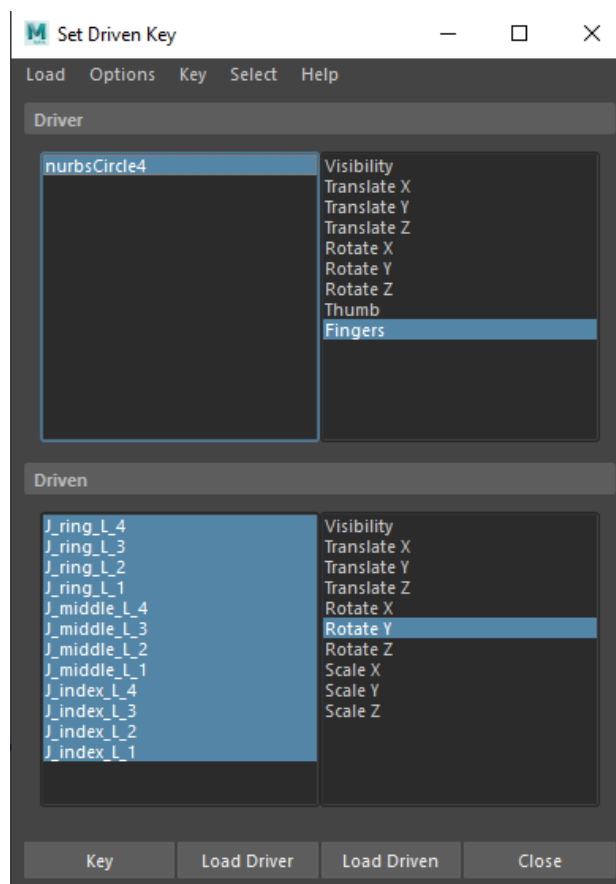 Set Driven Key
Load Options Key Select Help
Driver
nurbsCircle4
Visibility
Translate X
Translate Y
Translate Z
Rotate X
Rotate Y
Rotate Z
Thumb
Fingers
Driven
J_ring_L_4
J_ring_L_3
J_ring_L_2
J_ring_L_1
J_middle_L_4
J_middle_L_3
J_middle_L_2
J_middle_L_1
J_index_L_4
J_index_L_3
J_index_L_2
J_index_L_1
Visibility
Translate X
Translate Y
Translate Z
Rotate X
Rotate Y
Rotate Z
Scale X
Scale Y
Scale Z
Key Load Driver Load Driven Close